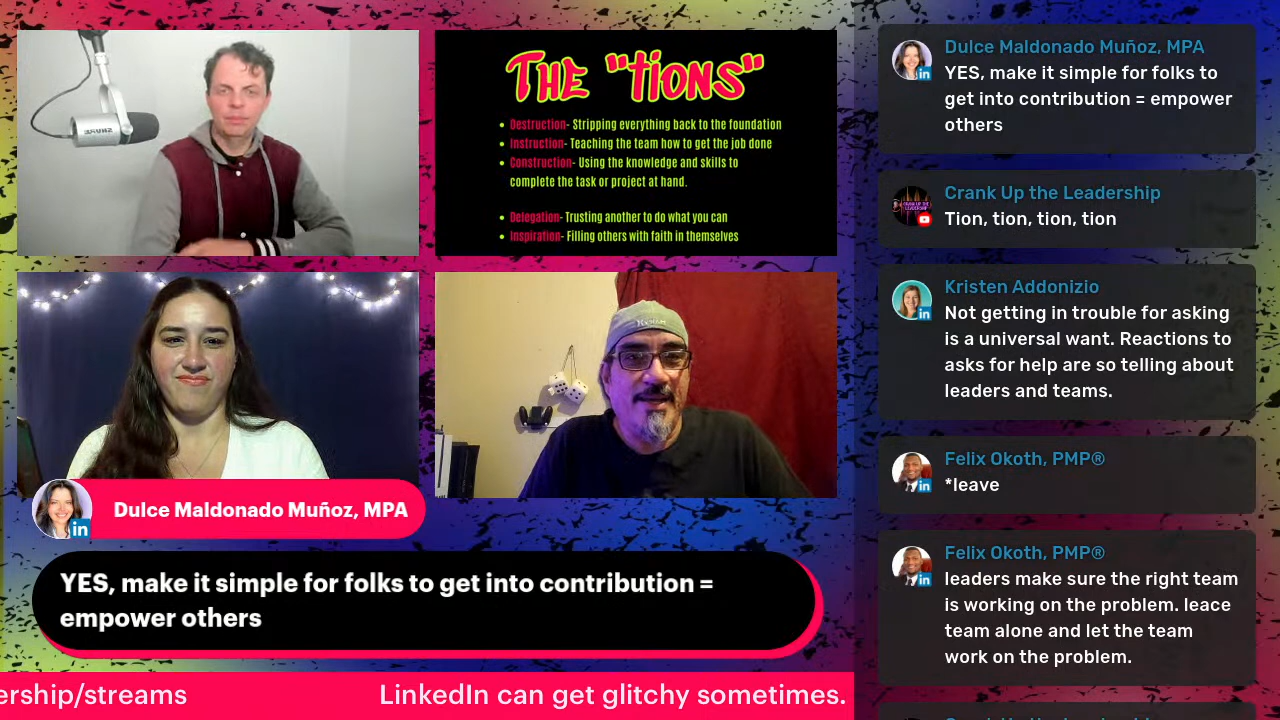 THE "TIONS"
Destruction- Stripping everything back to the foundation
Instruction- Teaching the team how to get the job done
Construction- Using the knowledge and skills to
complete the task or project at hand.
Delegation- Trusting another to do what you can
Inspiration- Filling others with faith in themselves
SHURE
in
Dulce Maldonado Muñoz, MPA
YES, make it simple for folks to get into contribution =
empower others
ership/streams
LinkedIn can get glitchy sometimes.
Dulce Maldonado Muñoz, MPA
in
YES, make it simple for folks to
get into contribution = empower
others
Crank Up the Leadership
Tion, tion, tion, tion
Kristen Addonizio
in
Not getting in trouble for asking
is a universal want. Reactions to
asks for help are so telling about
leaders and teams.
Felix Okoth, PMP®
in
*leave
Felix Okoth, PMP®
in
leaders make sure the right team
is working on the problem. leace
team alone and let the team
work on the problem.